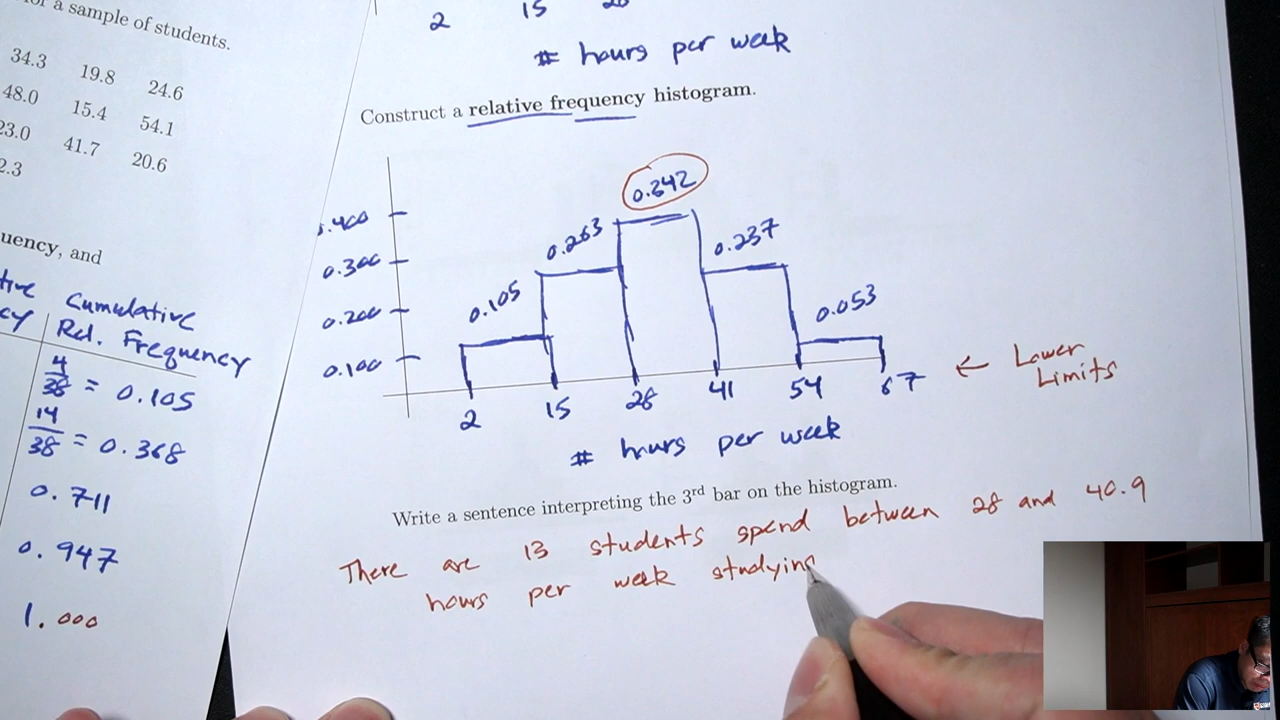 a sample of students.
34.3 19.8 24.6
48.0 15.4 54.1
23.0 41.7 20.6
2.3
uency, and
Cumulative
Rel. Frequency
4/38 = 0.105
14/38 = 0.368
0.711
0.947
1.000
2 15
# hours per week
Construct a relative frequency histogram.
0.342
.400
0.263
0.237
0.300
0.105
0.053
0.200
0.100
2 15 28 41 54 67
← Lower
Limits
# hours per week
Write a sentence interpreting the 3rd bar on the histogram.
There are 13 students spend between 28 and 40.9
hours per week studying